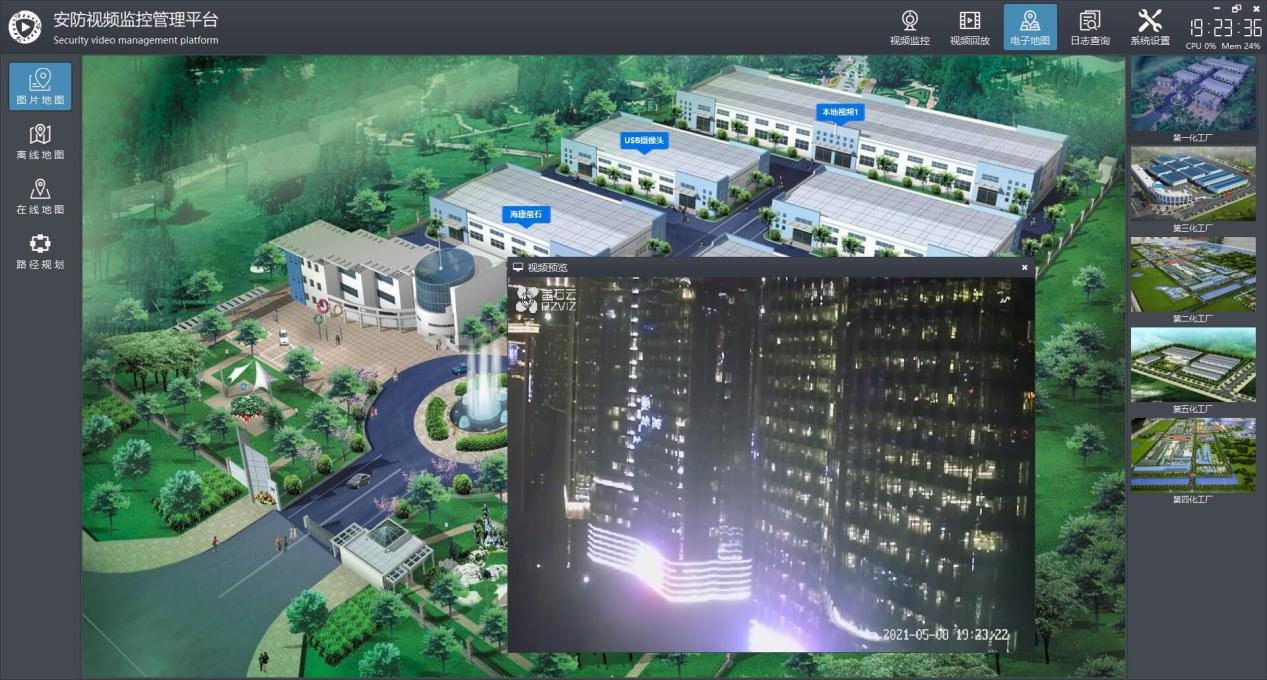 安防视频监控管理平台
Security video management platform
视频监控
视频回放
电子地图
日志查询
系统设置
19:23:36
CPU 0% Mem 24%
图片地图
离线地图
在线地图
路径规划
本地视频1
USB摄像头
海康萤石
视频预览
萤石云
EZVIZ
2021-05-08 19:23:22
第一化工厂
第三化工厂
第二化工厂
第五化工厂
第四化工厂